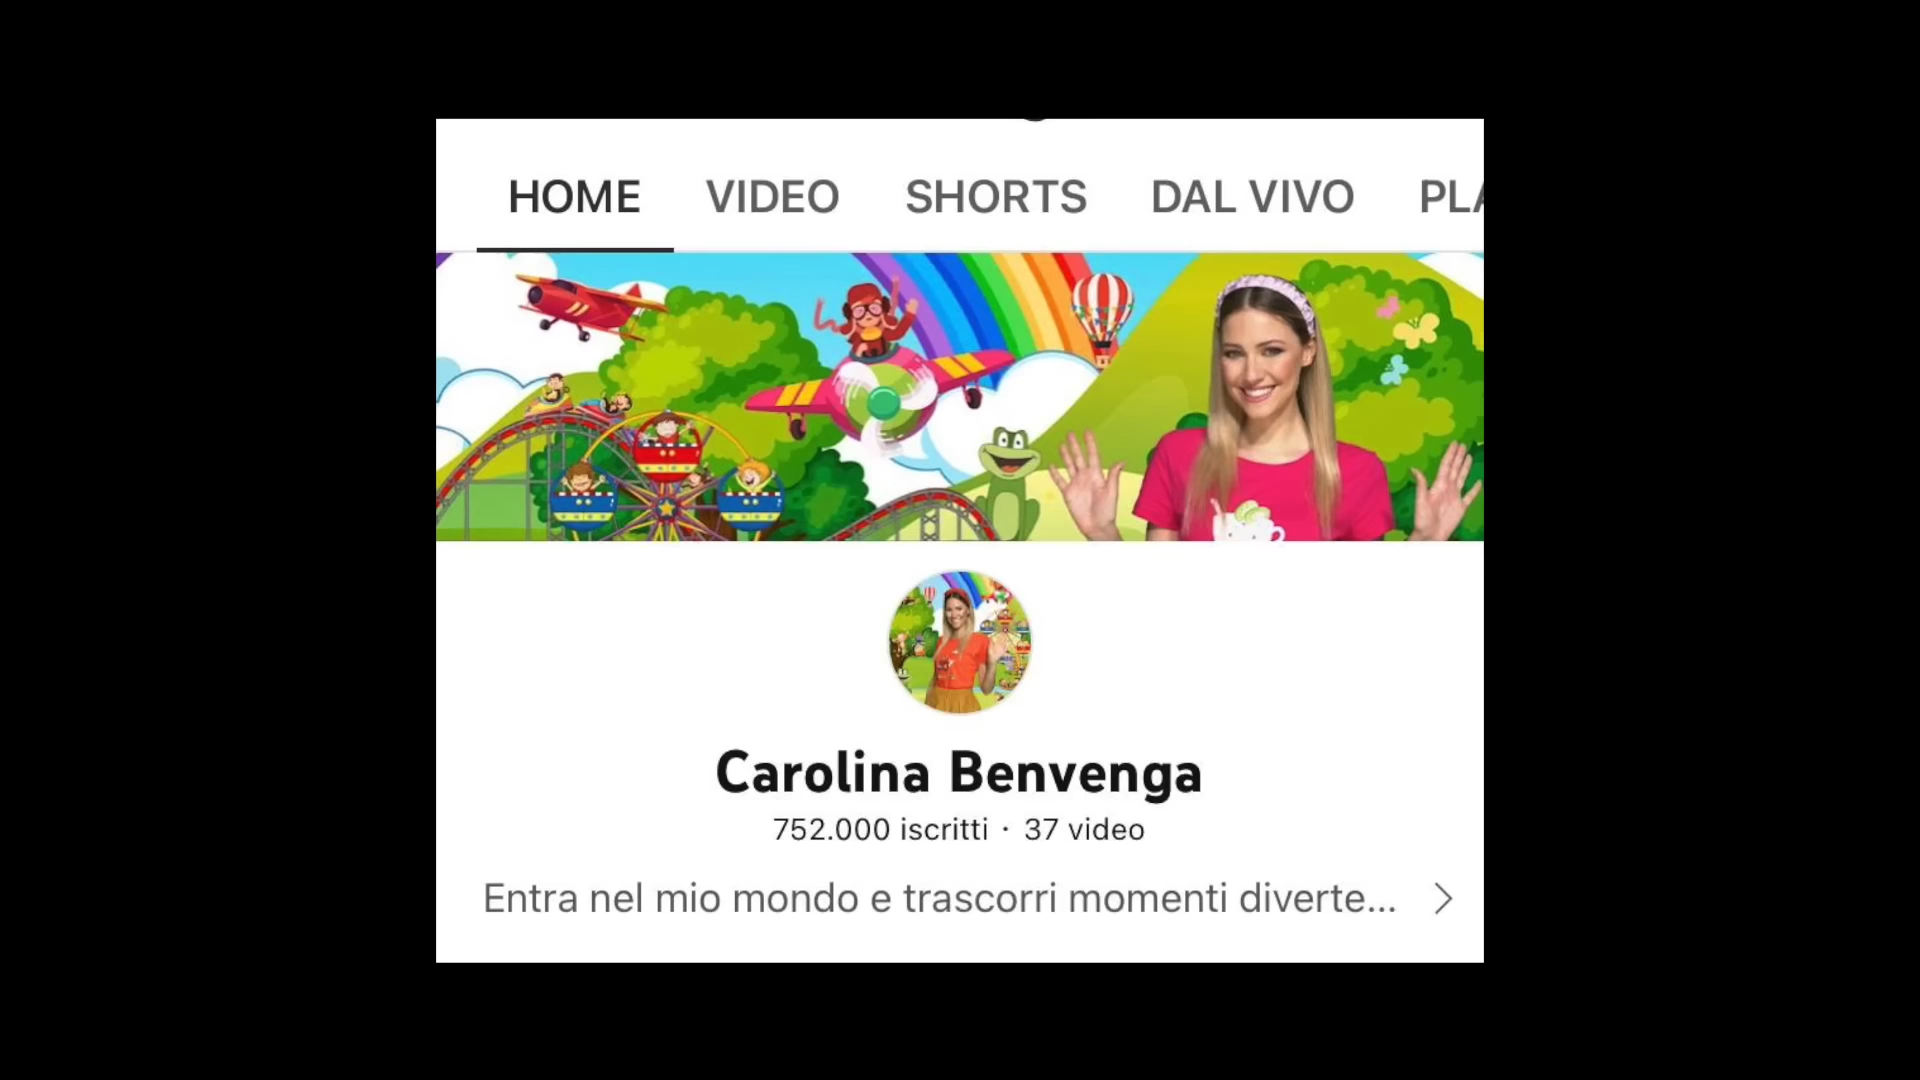 HOME VIDEO SHORTS DAL VIVO PLA
Carolina Benvenga
752.000 iscritti · 37 video
Entra nel mio mondo e trascorri momenti diverte...